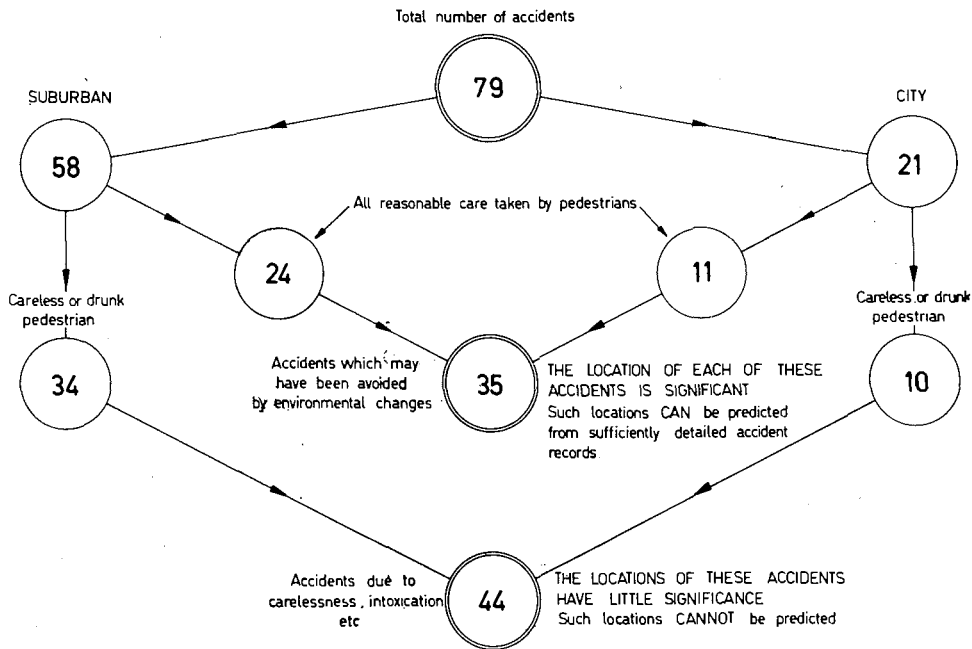 Total number of accidents
79
SUBURBAN
CITY
58
21
All reasonable care taken by pedestrians
24
11
Careless or drunk
pedestrian
Careless or drunk
pedestrian
Accidents which may
have been avoided
by environmental changes
35
THE LOCATION OF EACH OF THESE
ACCIDENTS IS SIGNIFICANT
Such locations CAN be predicted
from sufficiently detailed accident
records
34
10
Accidents due to
carelessness, intoxication
etc
44
THE LOCATIONS OF THESE ACCIDENTS
HAVE LITTLE SIGNIFICANCE
Such locations CANNOT be predicted